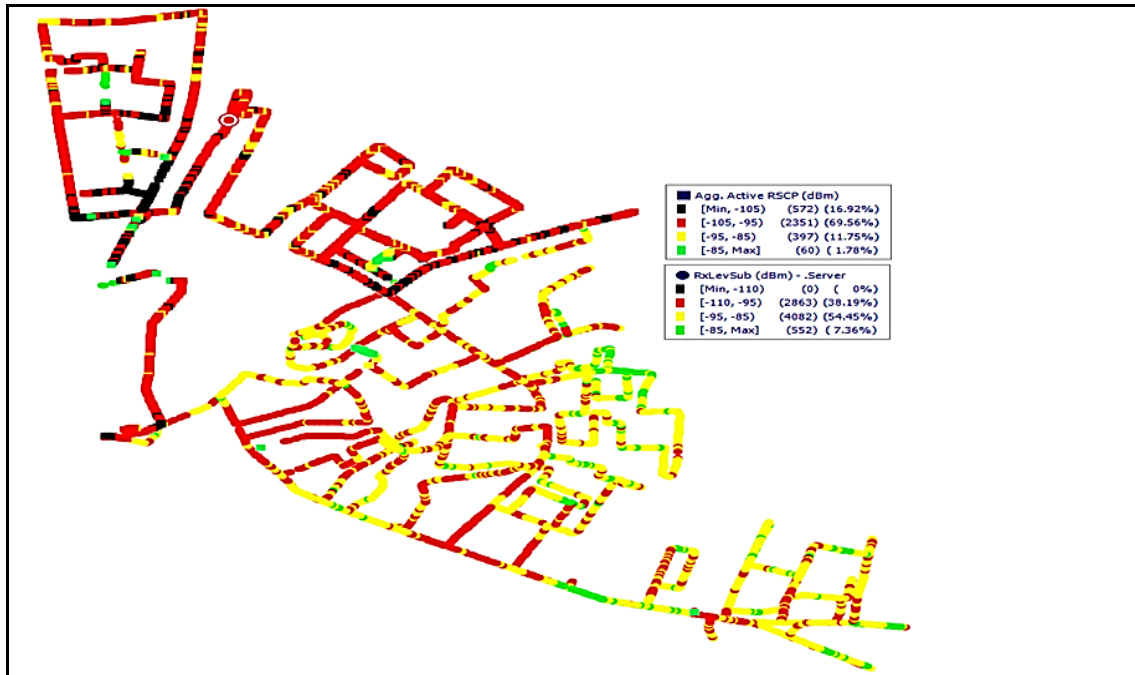 Agg. Active RSCP (dBm)
[Min, -105) (572) (16.92%)
[-105, -95) (2351) (69.56%)
[-95, -85) (397) (11.75%)
[-85, Max] (60) ( 1.78%)
RxLevSub (dBm) - .Server
[Min, -110) (0) ( 0%)
[-110, -95) (2863) (38.19%)
[-95, -85) (4082) (54.45%)
[-85, Max] (552) ( 7.36%)